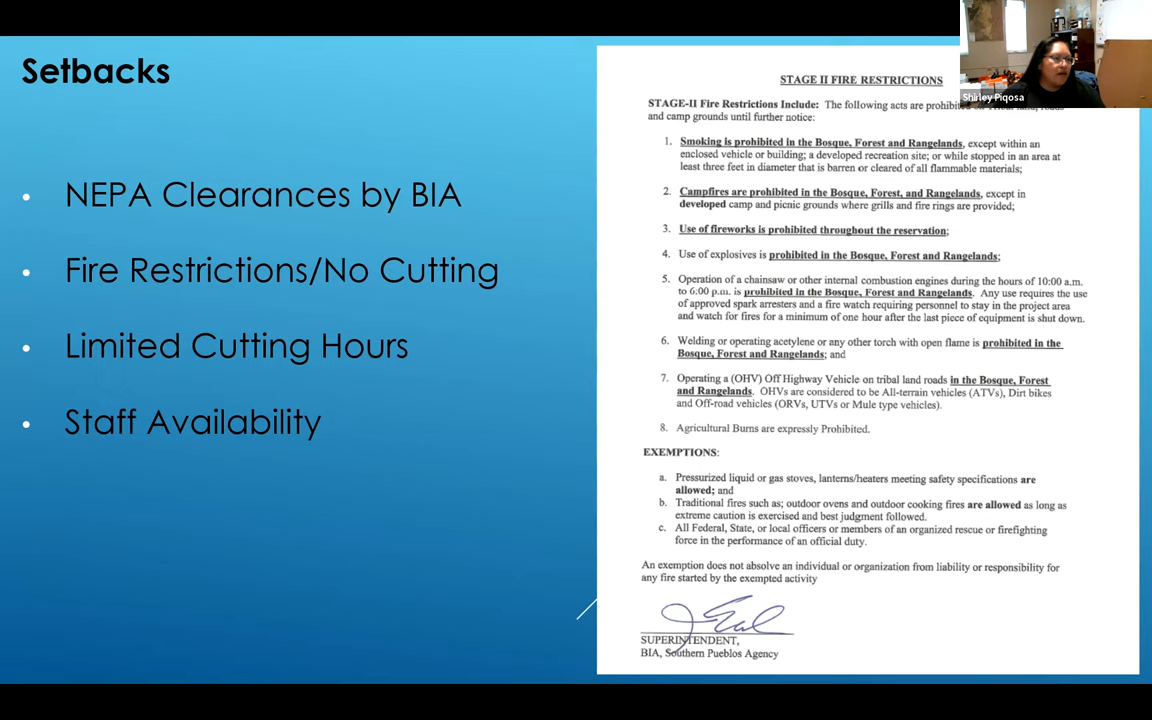 Setbacks
• NEPA Clearances by BIA
• Fire Restrictions/No Cutting
• Limited Cutting Hours
• Staff Availability
STAGE II FIRE RESTRICTIONS
STAGE-II Fire Restrictions Include: The following acts are prohibited
and camp grounds until further notice:
1. Smoking is prohibited in the Bosque, Forest and Rangelands, except within an
enclosed vehicle or building; a developed recreation site; or while stopped in an area at
least three feet in diameter that is barren or cleared of all flammable materials;
2. Campfires are prohibited in the Bosque, Forest, and Rangelands, except in
developed camp and picnic grounds where grills and fire rings are provided;
3. Use of fireworks is prohibited throughout the reservation;
4. Use of explosives is prohibited in the Bosque, Forest and Rangelands;
5. Operation of a chainsaw or other internal combustion engines during the hours of 10:00 a.m.
to 6:00 p.m. is prohibited in the Bosque, Forest and Rangelands. Any use requires the use
of approved spark arresters and a fire watch requiring personnel to stay in the project area
and watch for fires for a minimum of one hour after the last piece of equipment is shut down.
6. Welding or operating acetylene or any other torch with open flame is prohibited in the
Bosque, Forest and Rangelands; and
7. Operating a (OHV) Off Highway Vehicle on tribal land roads in the Bosque, Forest
and Rangelands. OHVs are considered to be All-terrain vehicles (ATVs), Dirt bikes
and Off-road vehicles (ORVs, UTVs or Mule type vehicles).
8. Agricultural Burns are expressly Prohibited.
EXEMPTIONS:
a. Pressurized liquid or gas stoves, lanterns/heaters meeting safety specifications are
allowed; and
b. Traditional fires such as; outdoor ovens and outdoor cooking fires are allowed as long as
extreme caution is exercised and best judgment followed.
c. All Federal, State, or local officers or members of an organized rescue or firefighting
force in the performance of an official duty.
An exemption does not absolve an individual or organization from liability or responsibility for
any fire started by the exempted activity
SUPERINTENDENT,
BIA, Southern Pueblos Agency
Shirley Piqosa